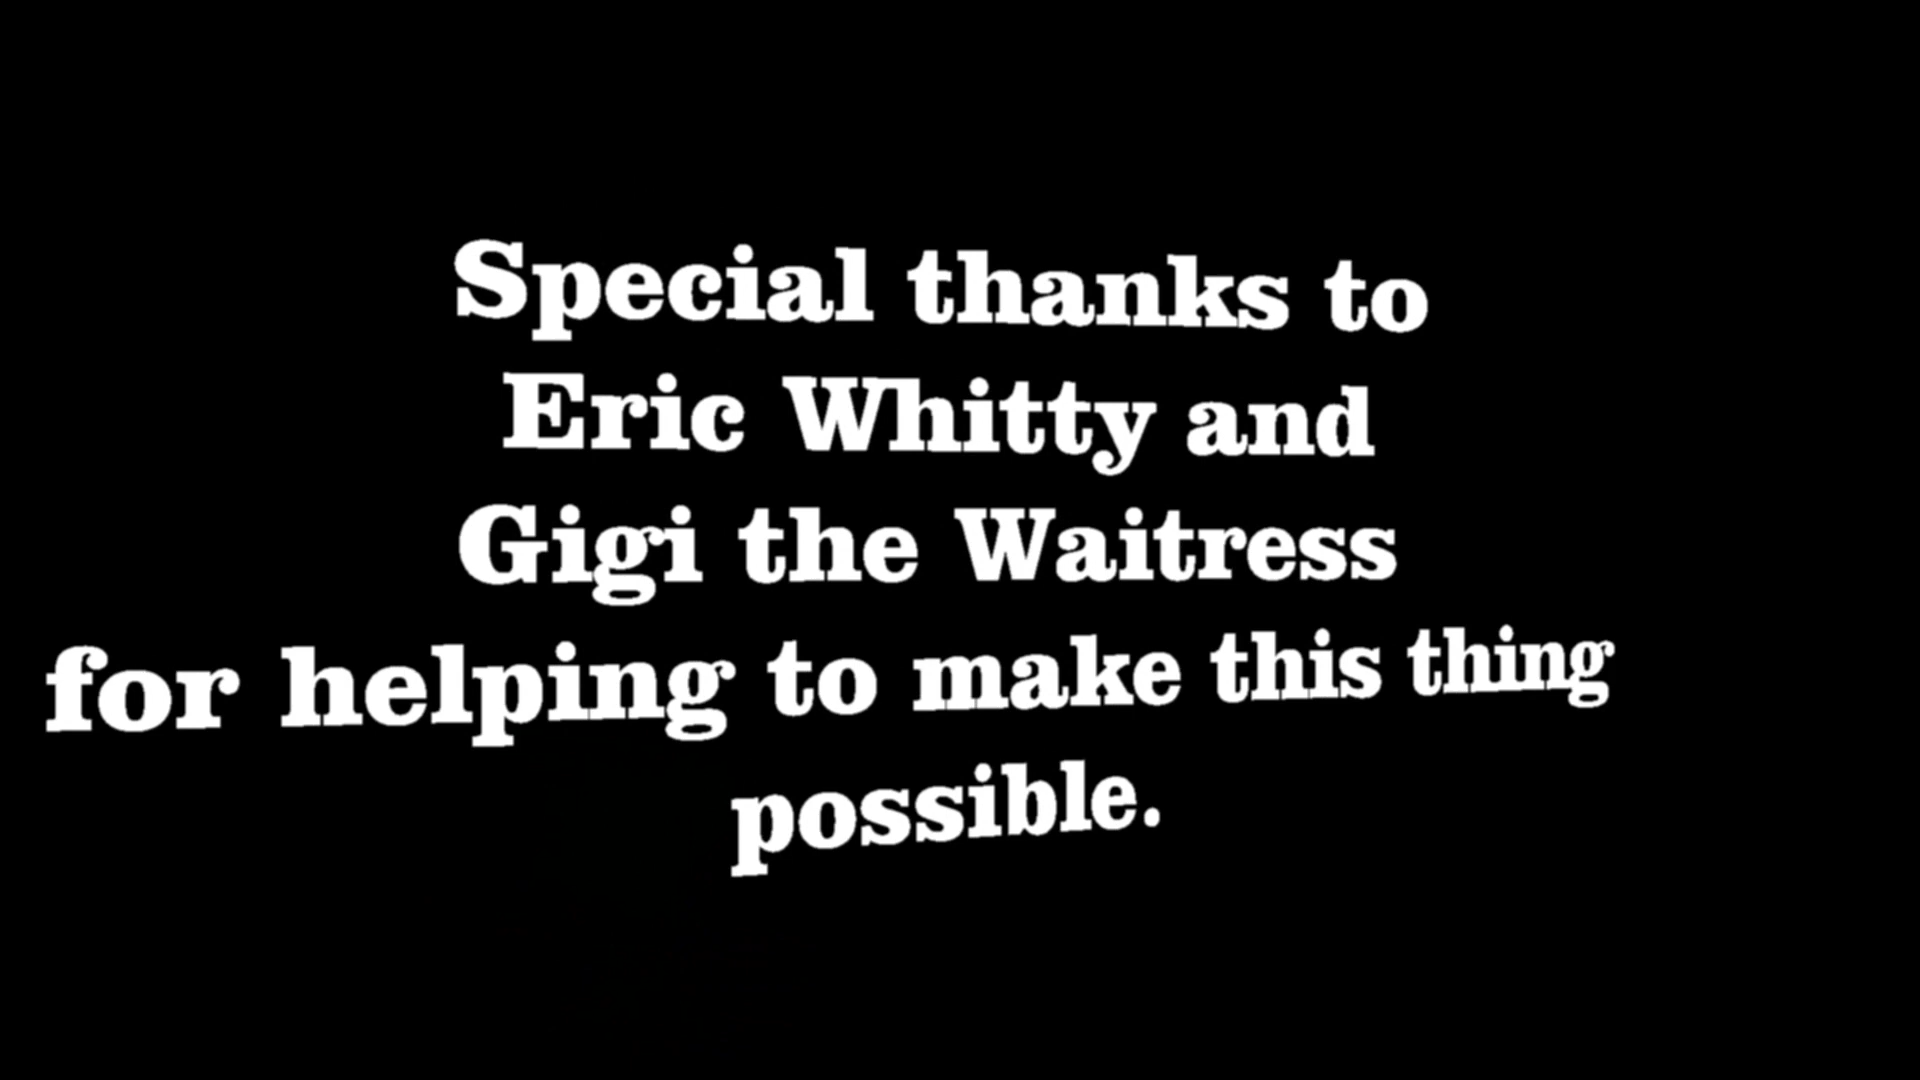 Special thanks to
Eric Whitty and
Gigi the Waitress
for helping to make this thing
possible.